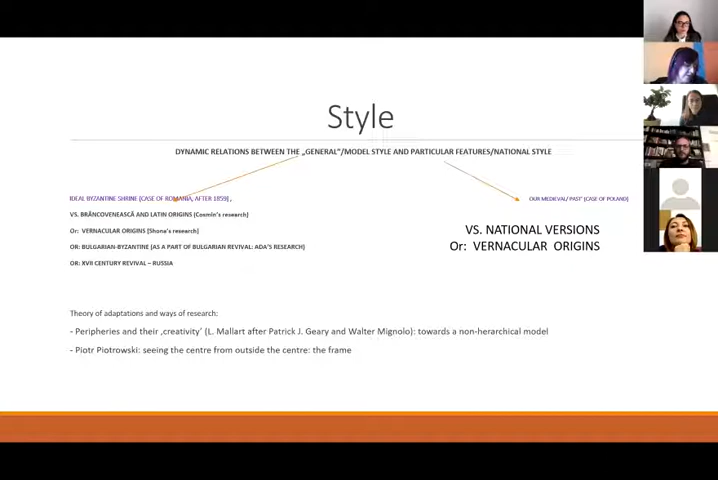 Style
DYNAMIC RELATIONS BETWEEN THE „GENERAL"/MODEL STYLE AND PARTICULAR FEATURES/NATIONAL STYLE
IDEAL BYZANTINE SHRINE (CASE OF ROMANIA, AFTER 1859) ,
VS. BRÂNCOVENEASCĂ AND LATIN ORIGINS (Cosmin's research)
Or: VERNACULAR ORIGINS (Shona's research)
OR: BULGARIAN-BYZANTINE (AS A PART OF BULGARIAN REVIVAL: ADA'S RESEARCH)
OR: XVII CENTURY REVIVAL – RUSSIA
OUR MEDIEVAL/ PAST' (CASE OF POLAND)
VS. NATIONAL VERSIONS
Or: VERNACULAR ORIGINS
Theory of adaptations and ways of research:
- Peripheries and their ‚creativity' (L. Mallart after Patrick J. Geary and Walter Mignolo): towards a non-herarchical model
- Piotr Piotrowski: seeing the centre from outside the centre: the frame